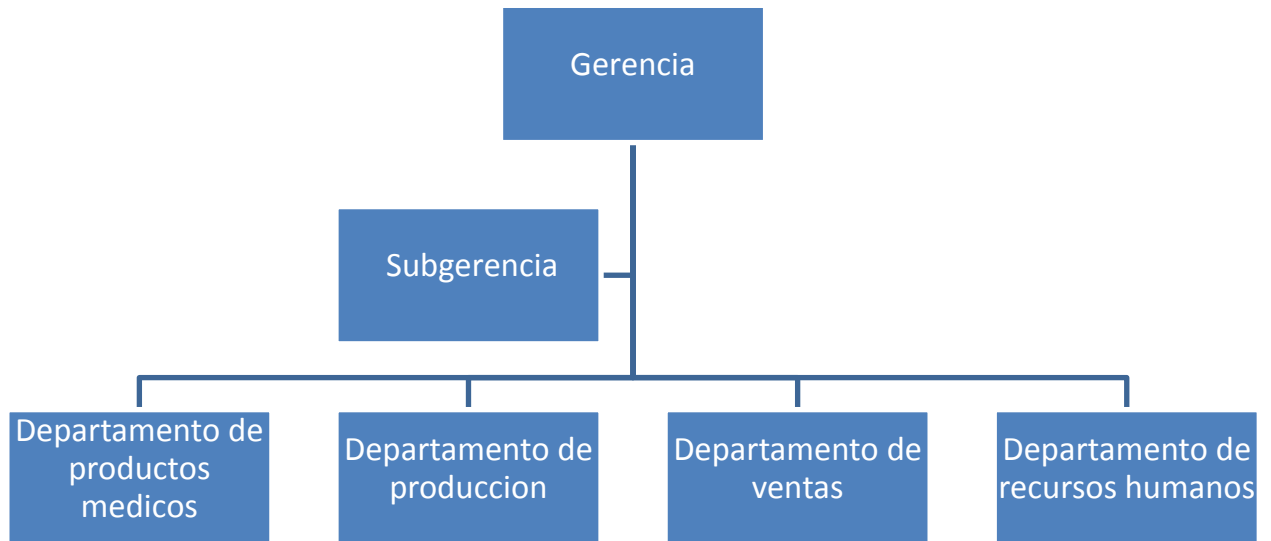 Gerencia
Subgerencia
Departamento de
productos
medicos
Departamento de
produccion
Departamento de
ventas
Departamento de
recursos humanos